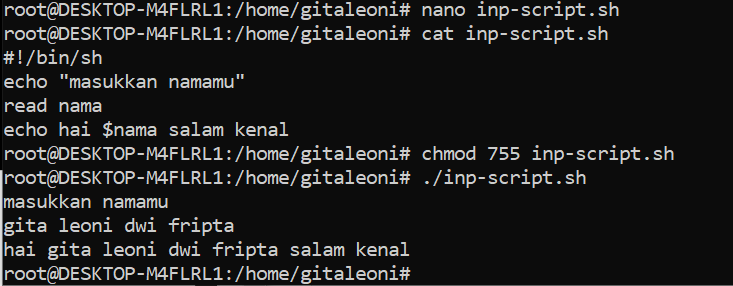 root@DESKTOP-M4FLRL1:/home/gitaleoni# nano inp-script.sh
root@DESKTOP-M4FLRL1:/home/gitaleoni# cat inp-script.sh
#!/bin/sh
echo "masukkan namamu"
read nama
echo hai $nama salam kenal
root@DESKTOP-M4FLRL1:/home/gitaleoni# chmod 755 inp-script.sh
root@DESKTOP-M4FLRL1:/home/gitaleoni# ./inp-script.sh
masukkan namamu
gita leoni dwi fripta
hai gita leoni dwi fripta salam kenal
root@DESKTOP-M4FLRL1:/home/gitaleoni#